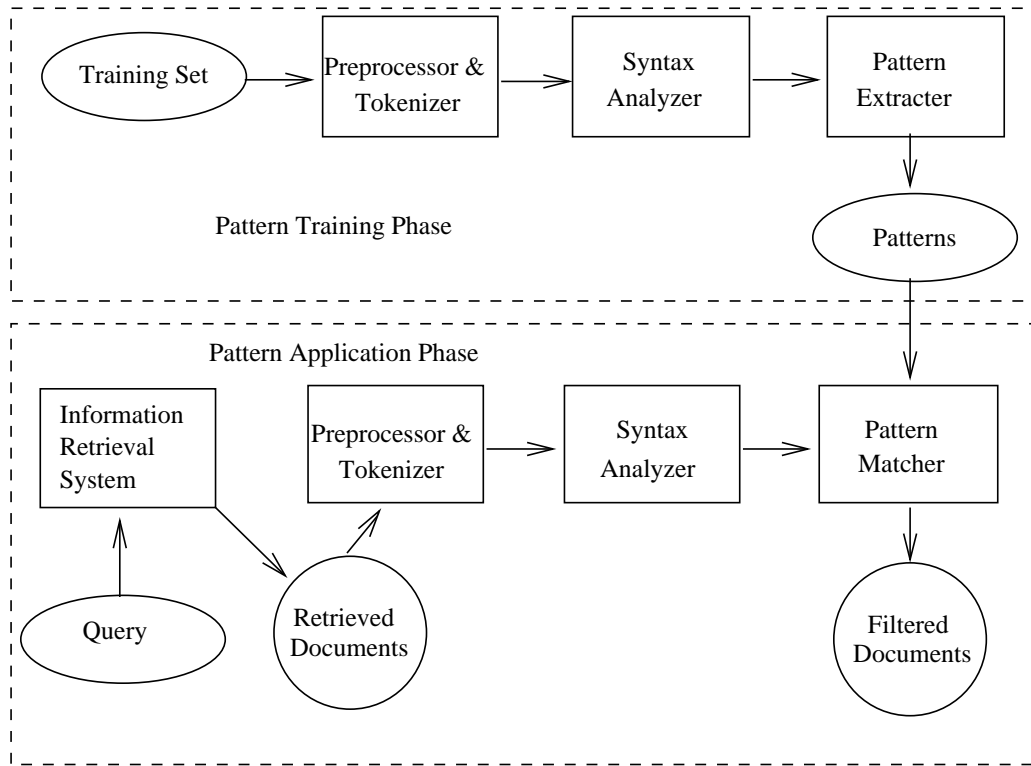 Training Set
Preprocessor &
Tokenizer
Syntax
Analyzer
Pattern
Extracter
Pattern Training Phase
Patterns
Pattern Application Phase
Information
Retrieval
System
Preprocessor &
Tokenizer
Syntax
Analyzer
Pattern
Matcher
Query
Retrieved
Documents
Filtered
Documents